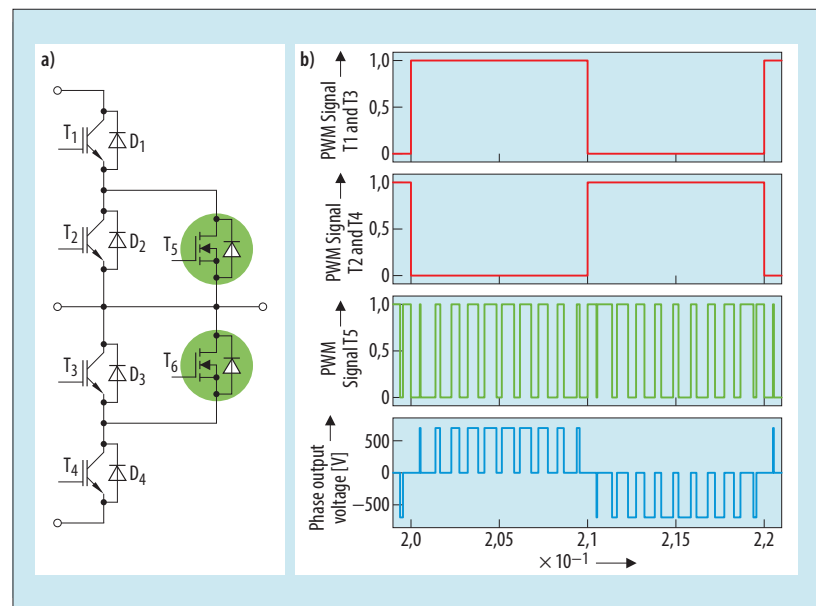 a)
T1
D1
T2
D2
T5
T3
D3
T6
T4
D4
b)
PWM Signal
T1 and T3
1,0
0,5
0
PWM Signal
T2 and T4
1,0
0,5
0
PWM
Signal T5
1,0
0,5
0
Phase output
voltage [V]
500
0
−500
2,0
2,05
2,1
2,15
2,2
× 10−1